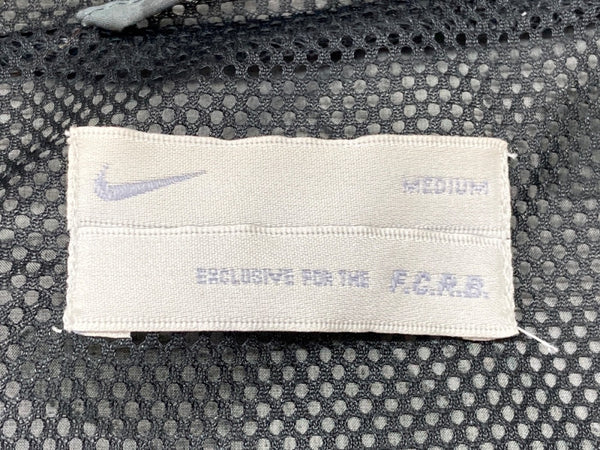 MEDIUM
EXCLUSIVE FOR THE F.C.R.B.